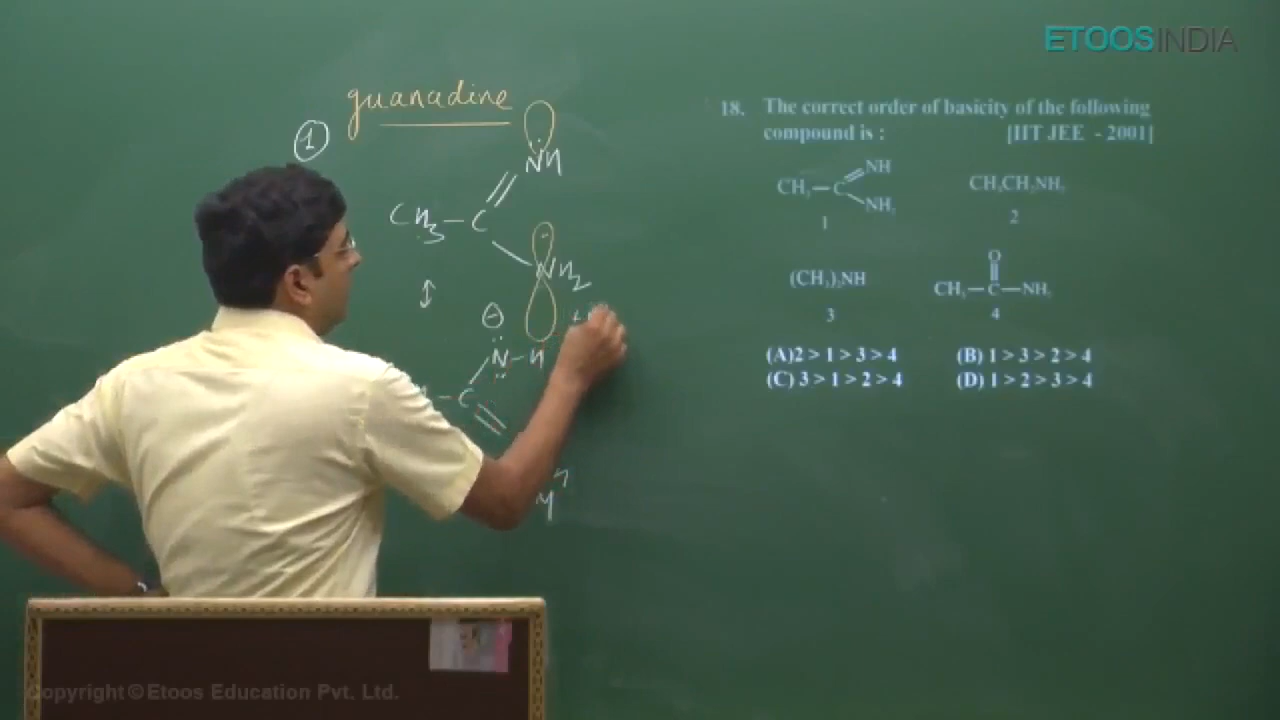 ETOOSINDIA
guanadine
1
NH
CH3 — C
NH2
Θ
N — H
C
18. The correct order of basicity of the following
compound is : [IIT JEE - 2001]
CH3 — C
NH
NH2
1
CH3CH2NH2
2
(CH3)2NH
3
O
CH3 — C — NH2
4
(A)2 > 1 > 3 > 4 (B) 1 > 3 > 2 > 4
(C) 3 > 1 > 2 > 4 (D) 1 > 2 > 3 > 4
Copyright © Etoos Education Pvt. Ltd.